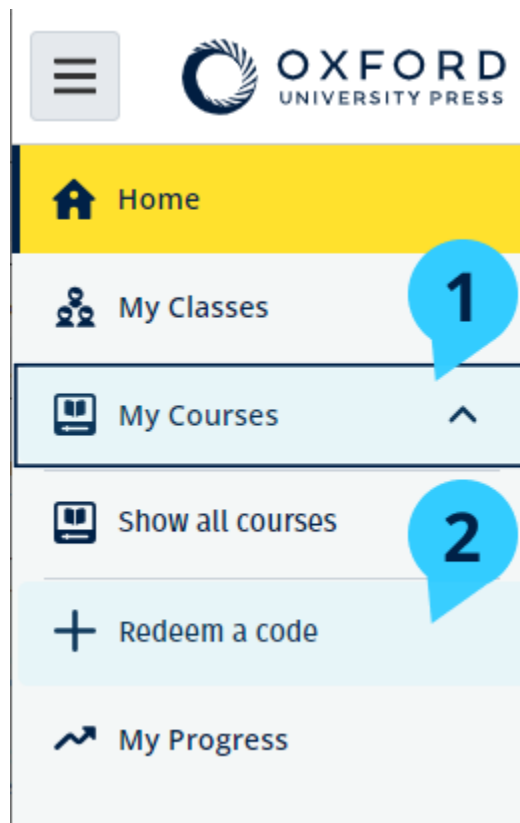 OXFORD
UNIVERSITY PRESS
Home
My Classes
1
My Courses
Show all courses
2
Redeem a code
My Progress